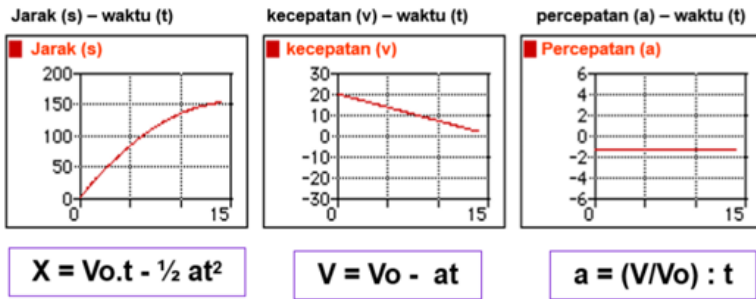 Jarak (s) – waktu (t)
Jarak (s)
200
150
100
50
0
0
15
X = Vo.t - ½ at²
kecepatan (v) – waktu (t)
kecepatan (v)
30
20
10
0
-10
-20
-30
0
15
V = Vo - at
percepatan (a) – waktu (t)
Percepatan (a)
6
4
2
0
-2
-4
-6
0
15
a = (V/Vo) : t